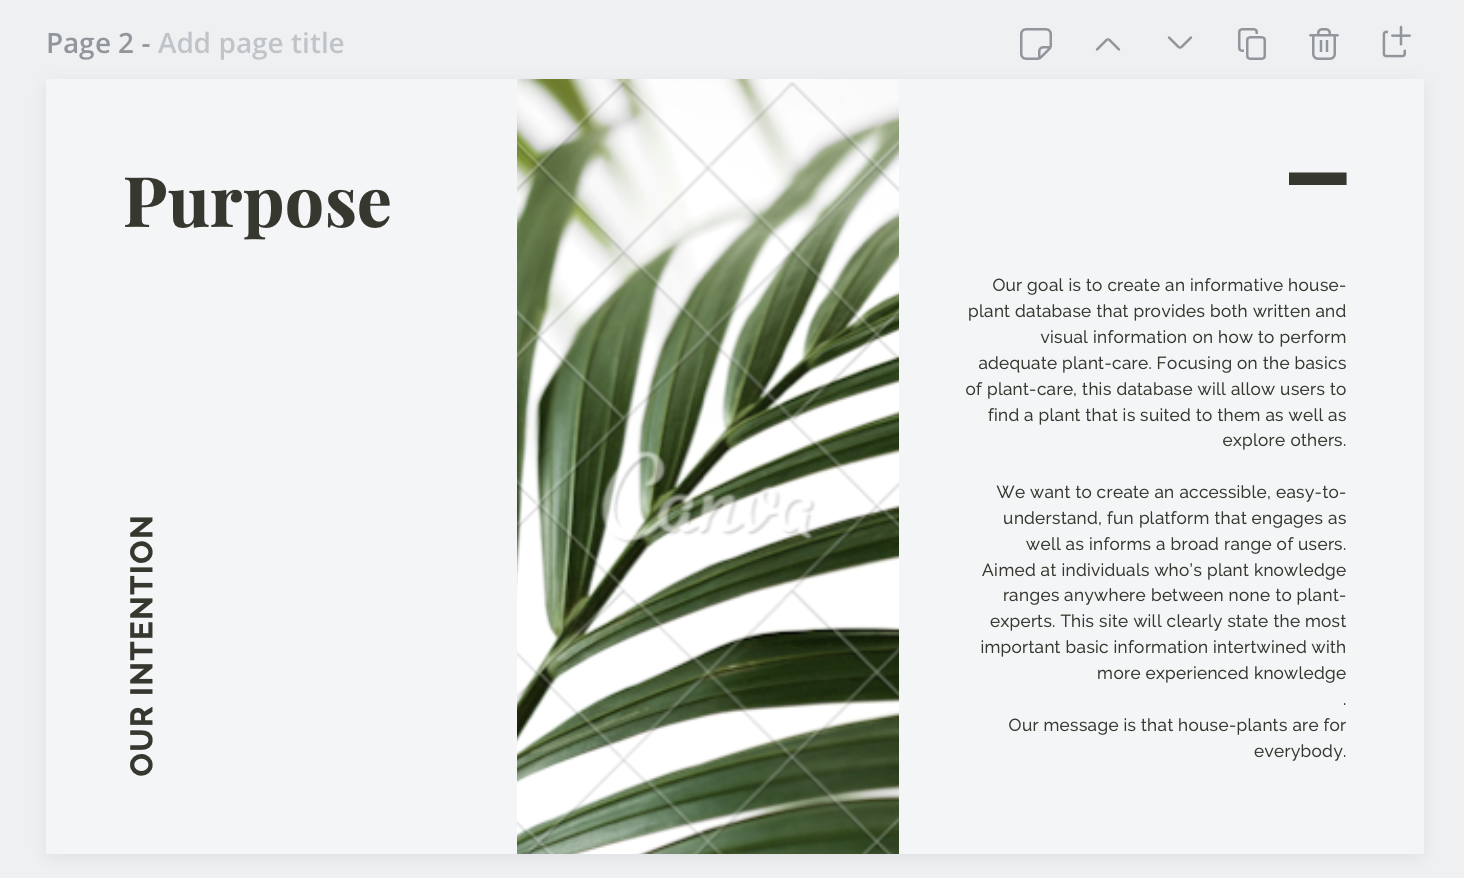 Page 2 - Add page title
Purpose
OUR INTENTION
Canva
Our goal is to create an informative house-
plant database that provides both written and
visual information on how to perform
adequate plant-care. Focusing on the basics
of plant-care, this database will allow users to
find a plant that is suited to them as well as
explore others.
We want to create an accessible, easy-to-
understand, fun platform that engages as
well as informs a broad range of users.
Aimed at individuals who's plant knowledge
ranges anywhere between none to plant-
experts. This site will clearly state the most
important basic information intertwined with
more experienced knowledge
.
Our message is that house-plants are for
everybody.